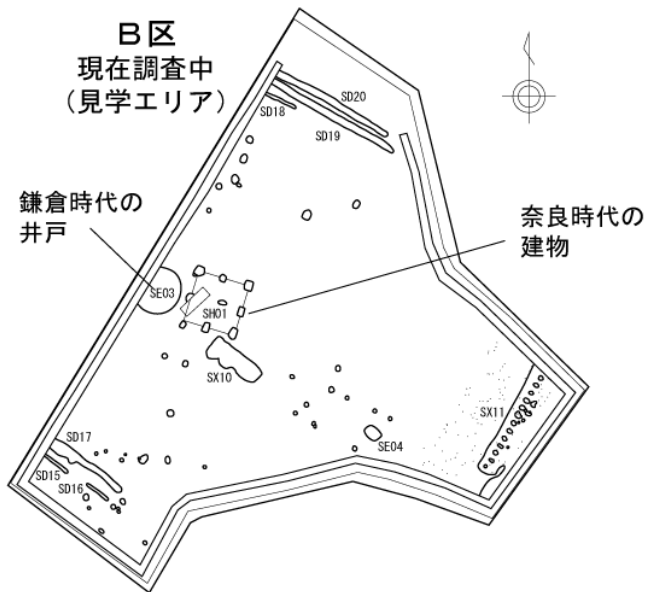 B区
現在調査中
（見学エリア）
SD20
SD18
SD19
鎌倉時代の
井戸
奈良時代の
建物
SE03
SH01
SX10
SX11
SE04
SD17
SD15
SD16